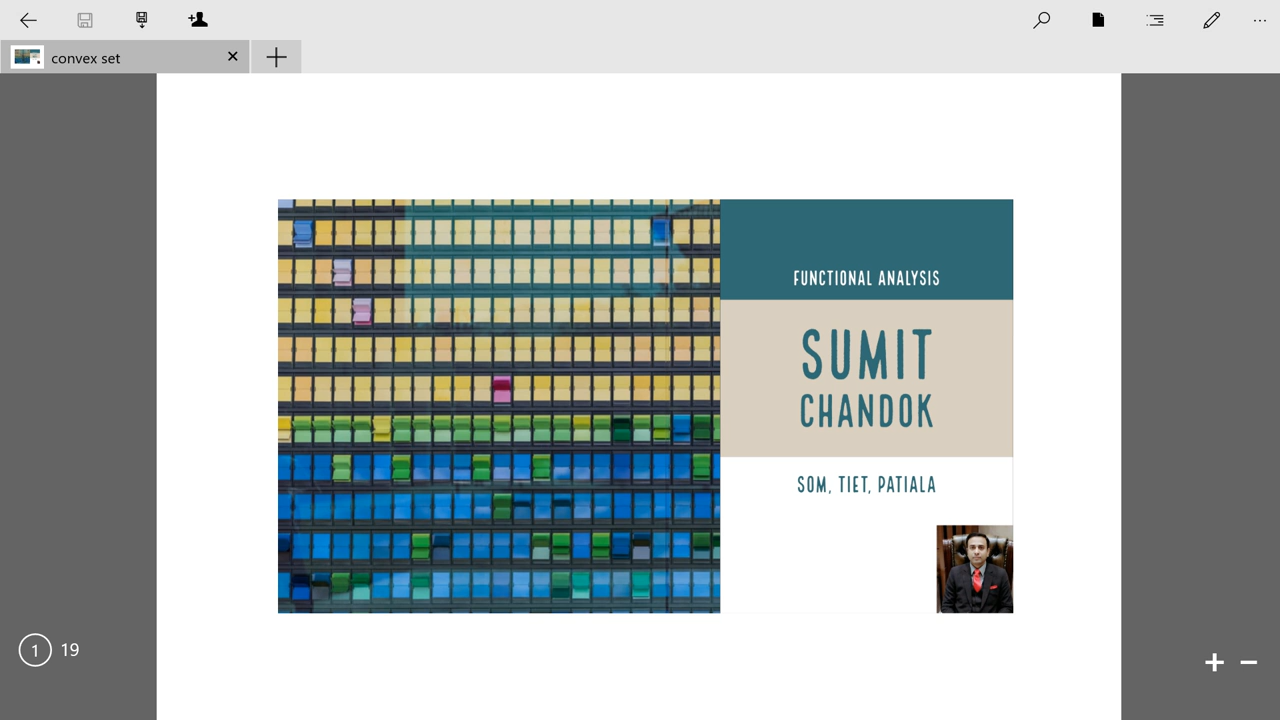 convex set
FUNCTIONAL ANALYSIS
SUMIT
CHANDOK
SOM, TIET, PATIALA
1 19